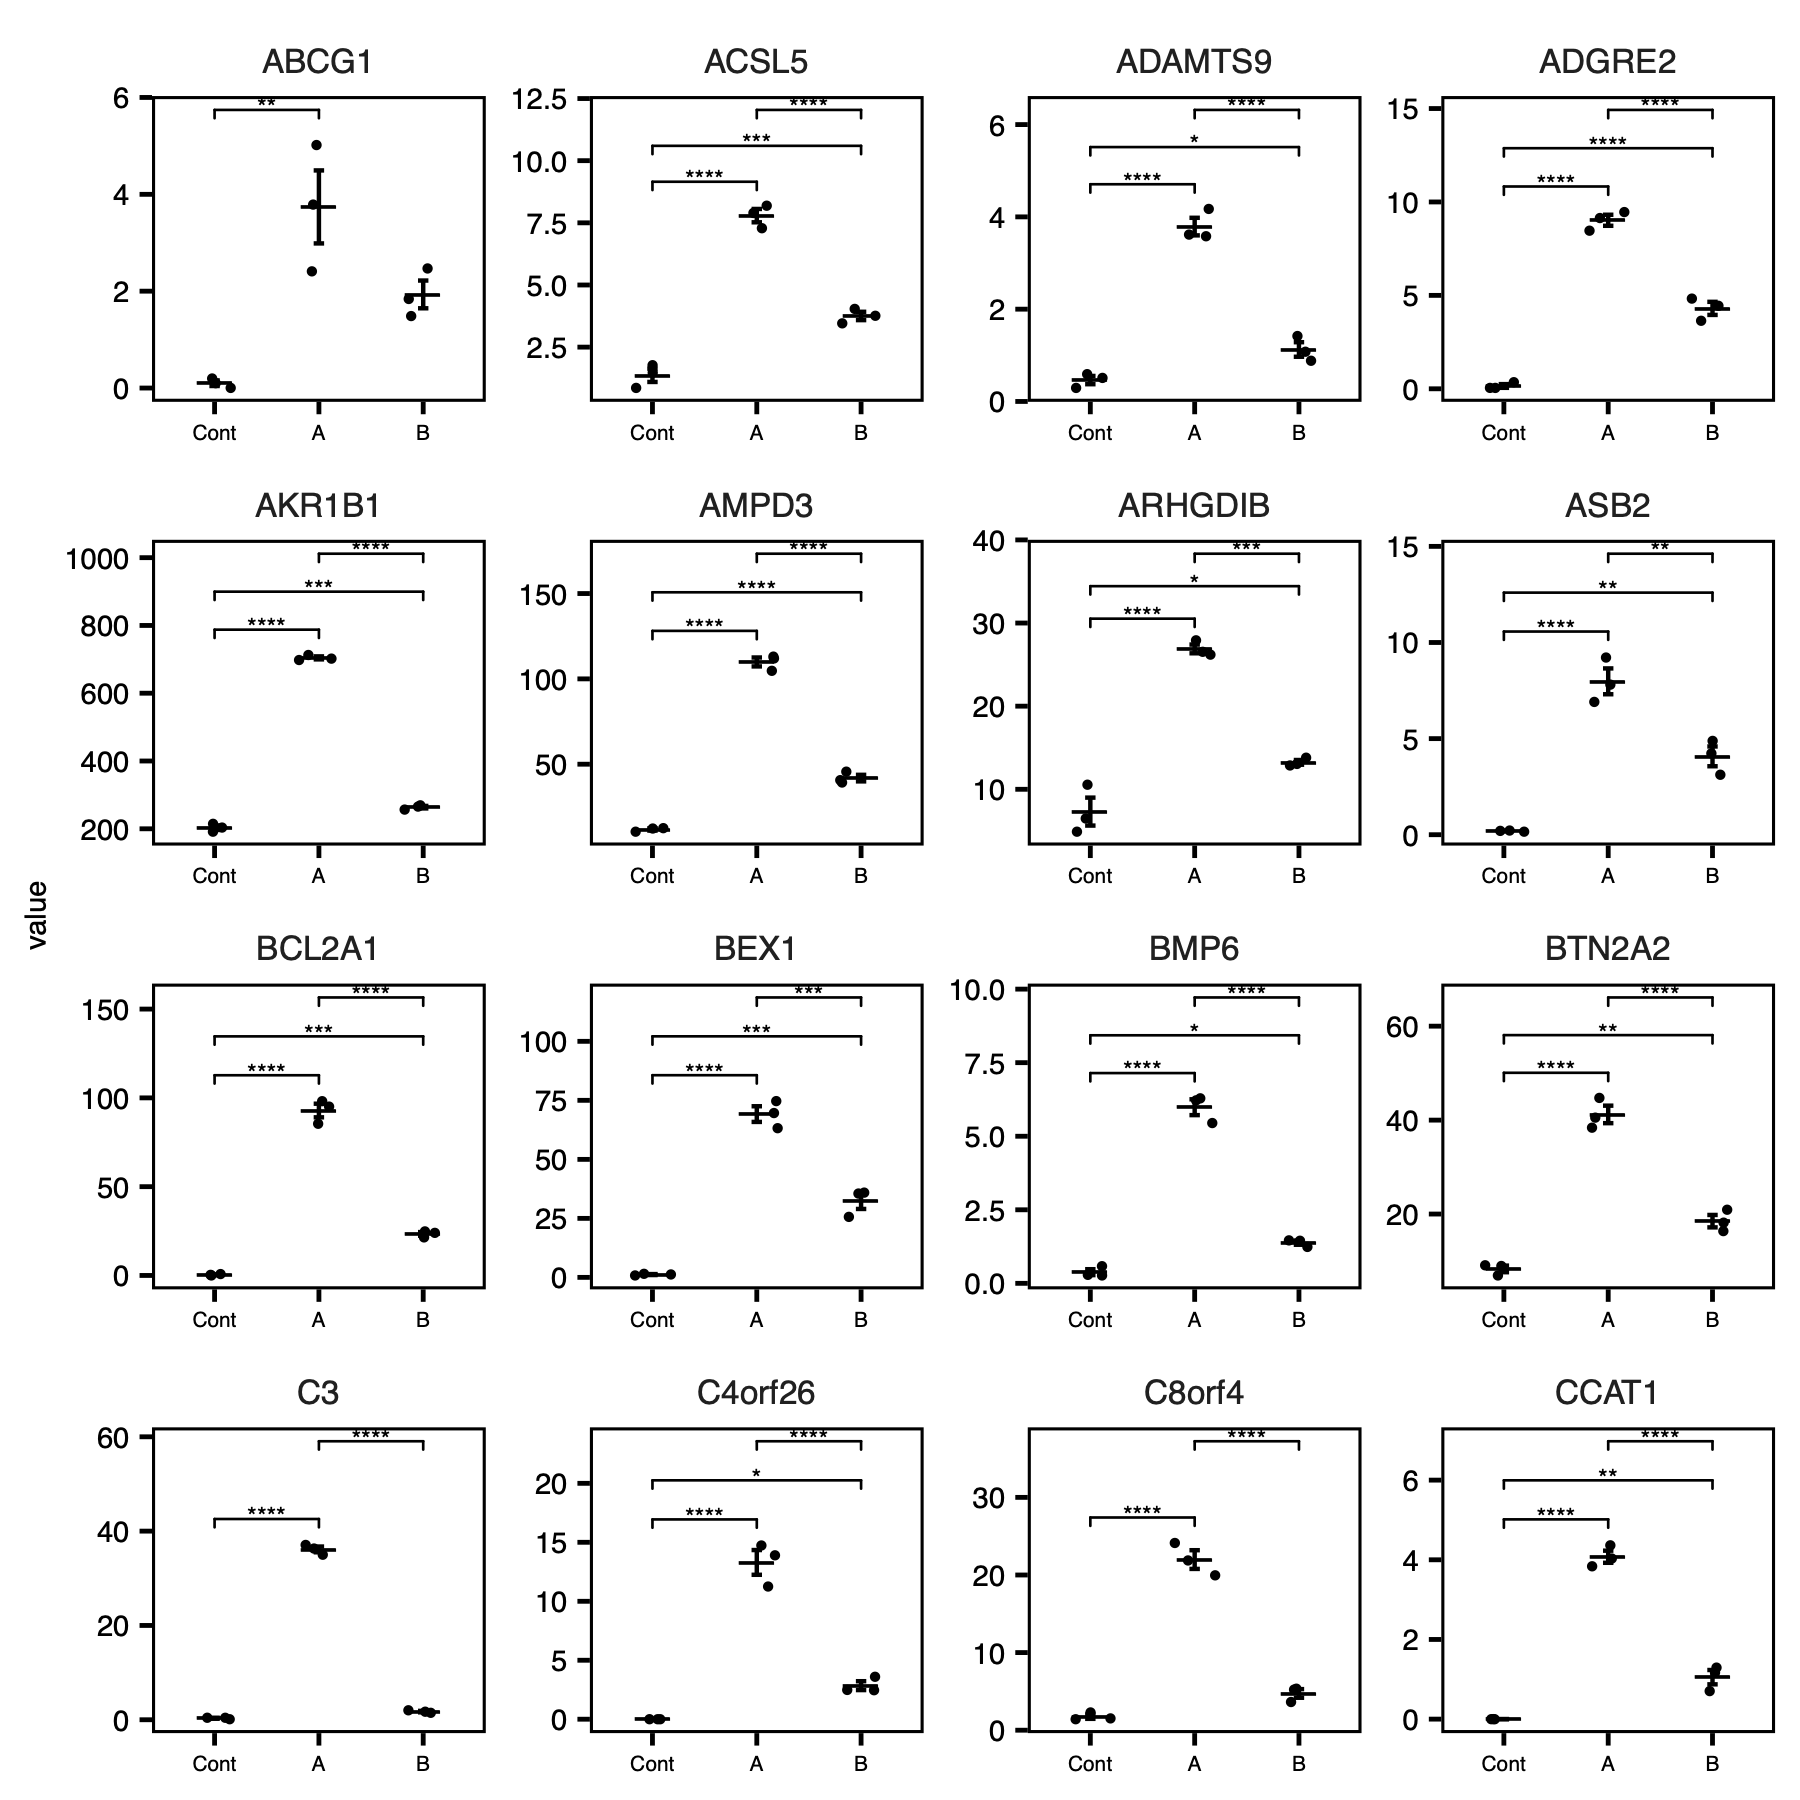 ABCG1 ACSL5 ADAMTS9 ADGRE2
6 ** 12.5 **** **** 15 ****
*** 6 * ****
10.0 **** **** ****
4 7.5 4 10
2 5.0 2 5
2.5
0 0 0
Cont A B Cont A B Cont A B Cont A B
AKR1B1 AMPD3 ARHGDIB ASB2
1000 **** **** 40 *** 15 **
*** **** * **
800 **** 150 **** 30 **** 10 ****
600 100 20 5
400 50 10 0
200
Cont A B Cont A B Cont A B Cont A B
value
BCL2A1 BEX1 BMP6 BTN2A2
150 **** *** 10.0 **** ****
*** 100 *** * 60 **
100 **** 75 **** 7.5 **** ****
50 50 5.0 40
25 2.5 20
0 0 0.0
Cont A B Cont A B Cont A B Cont A B
C3 C4orf26 C8orf4 CCAT1
60 **** **** **** ****
20 * 6 **
40 **** 15 **** 30 **** 4 ****
20 10 20 2
5 10
0 0 0 0
Cont A B Cont A B Cont A B Cont A B